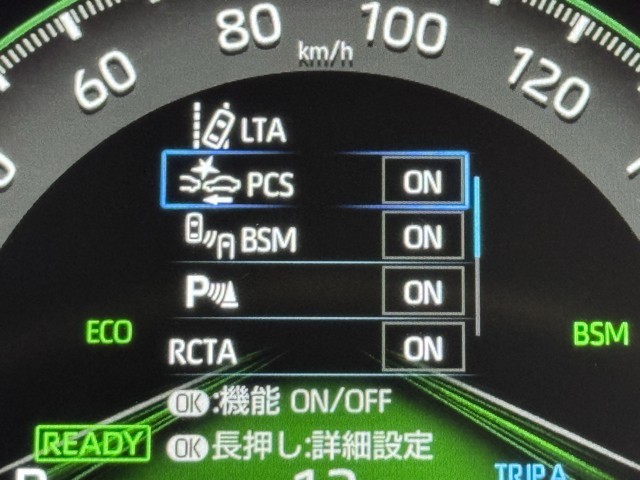 60
80
100
120
km/h
LTA
PCS ON
BSM ON
P ON
RCTA ON
ECO
BSM
OK:機能 ON/OFF
READY
OK長押し:詳細設定
TRIP A